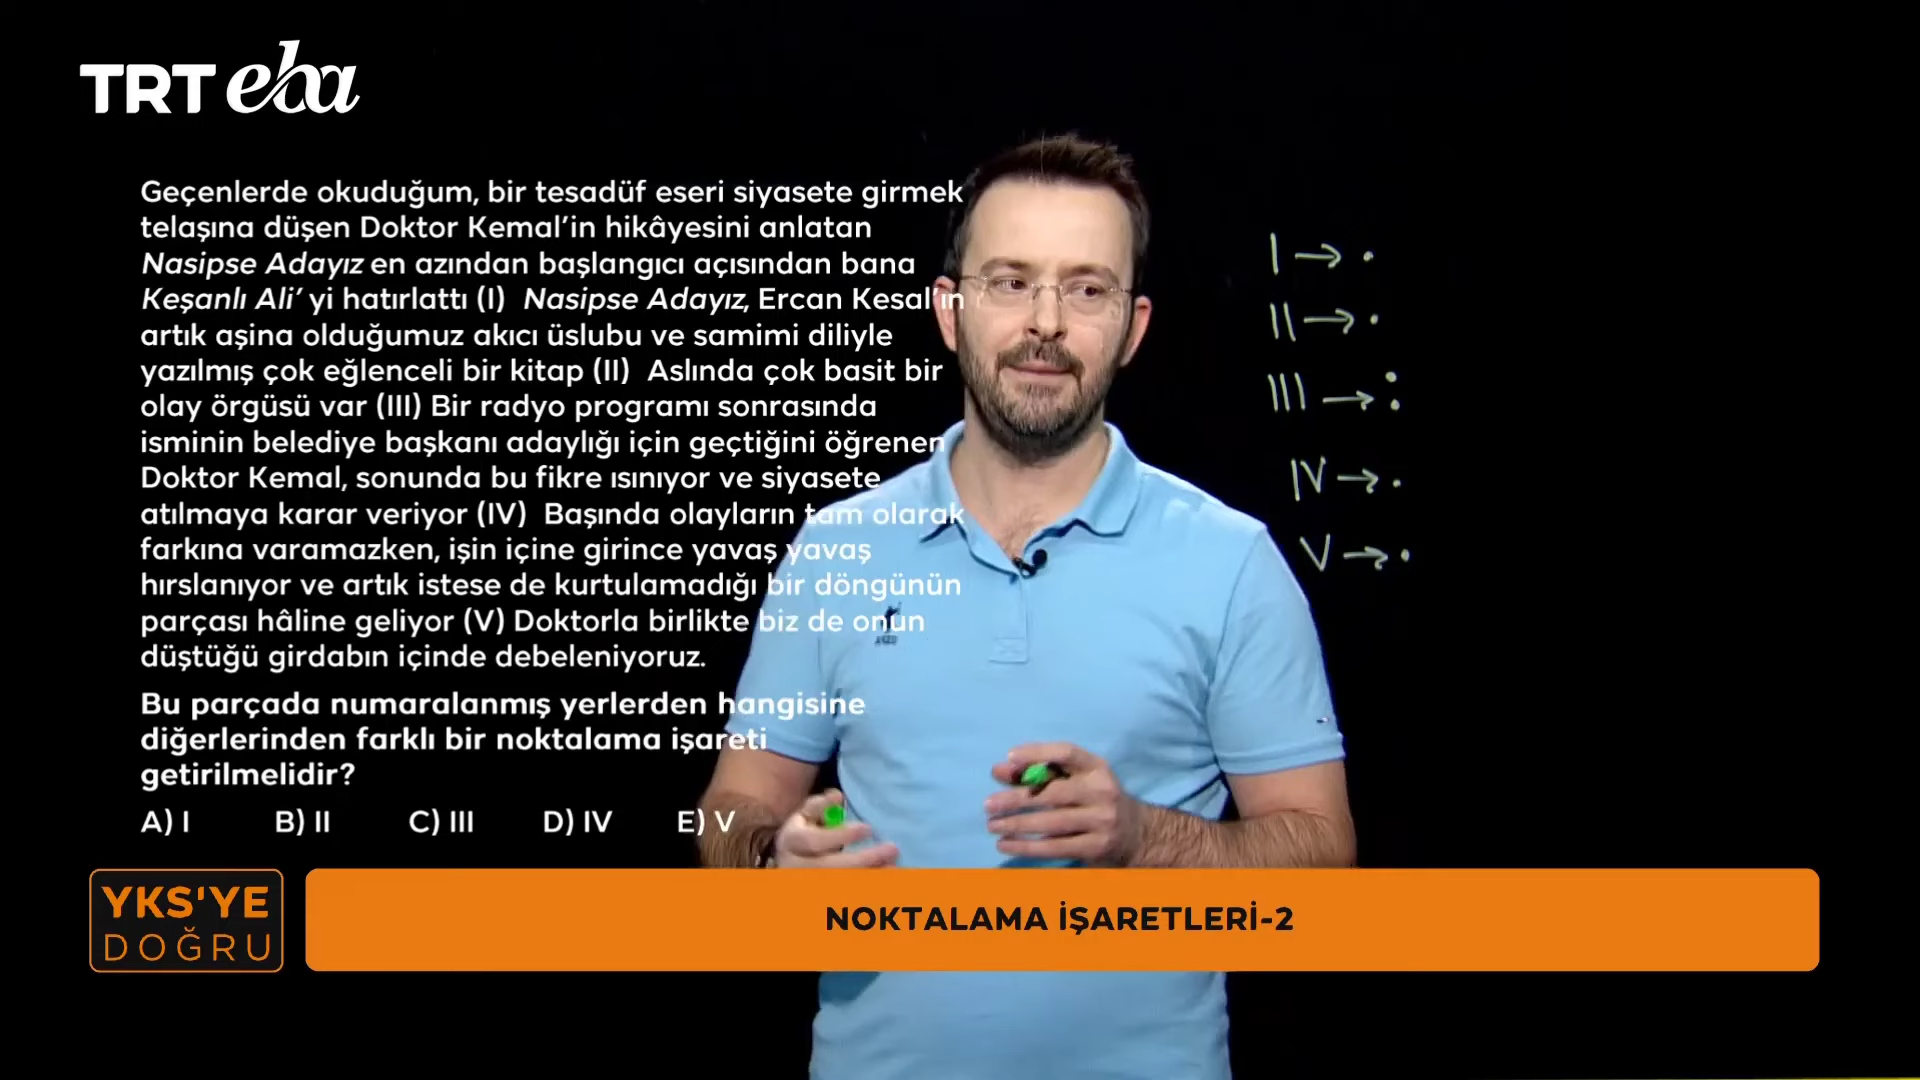 TRT eba
Geçenlerde okuduğum, bir tesadüf eseri siyasete girmek
telaşına düşen Doktor Kemal'in hikâyesini anlatan
Nasipse Adayız en azından başlangıcı açısından bana
Keşanlı Ali' yi hatırlattı (I) Nasipse Adayız, Ercan Kesal'ın
artık aşina olduğumuz akıcı üslubu ve samimi diliyle
yazılmış çok eğlenceli bir kitap (II) Aslında çok basit bir
olay örgüsü var (III) Bir radyo programı sonrasında
isminin belediye başkanı adaylığı için geçtiğini öğrenen
Doktor Kemal, sonunda bu fikre ısınıyor ve siyasete
atılmaya karar veriyor (IV) Başında olayların tam olarak
farkına varamazken, işin içine girince yavaş yavaş
hırslanıyor ve artık istese de kurtulamadığı bir döngünün
parçası hâline geliyor (V) Doktorla birlikte biz de onun
düştüğü girdabın içinde debeleniyoruz.
Bu parçada numaralanmış yerlerden hangisine
diğerlerinden farklı bir noktalama işareti
getirilmelidir?
A) I B) II C) III D) IV E) V
I → .
II → .
III → :
IV → .
V → .
YKS'YE
DOĞRU
NOKTALAMA İŞARETLERİ-2